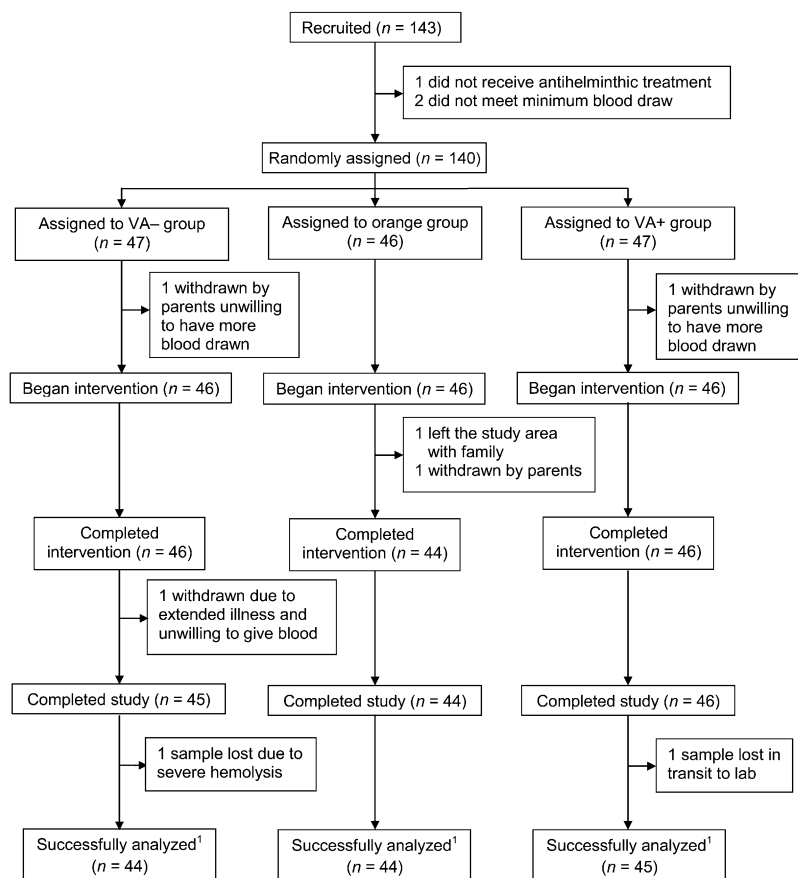 Recruited (n = 143)
1 did not receive antihelminthic treatment
2 did not meet minimum blood draw
Randomly assigned (n = 140)
Assigned to VA– group
(n = 47)
Assigned to orange group
(n = 46)
Assigned to VA+ group
(n = 47)
1 withdrawn by
parents unwilling
to have more
blood drawn
1 withdrawn by
parents unwilling
to have more
blood drawn
Began intervention (n = 46)
Began intervention (n = 46)
Began intervention (n = 46)
1 left the study area
with family
1 withdrawn by parents
Completed
intervention (n = 46)
Completed
intervention (n = 44)
Completed
intervention (n = 46)
1 withdrawn due to
extended illness and
unwilling to give blood
Completed study (n = 45)
Completed study (n = 44)
Completed study (n = 46)
1 sample lost due to
severe hemolysis
1 sample lost in
transit to lab
Successfully analyzed¹
(n = 44)
Successfully analyzed¹
(n = 44)
Successfully analyzed¹
(n = 45)